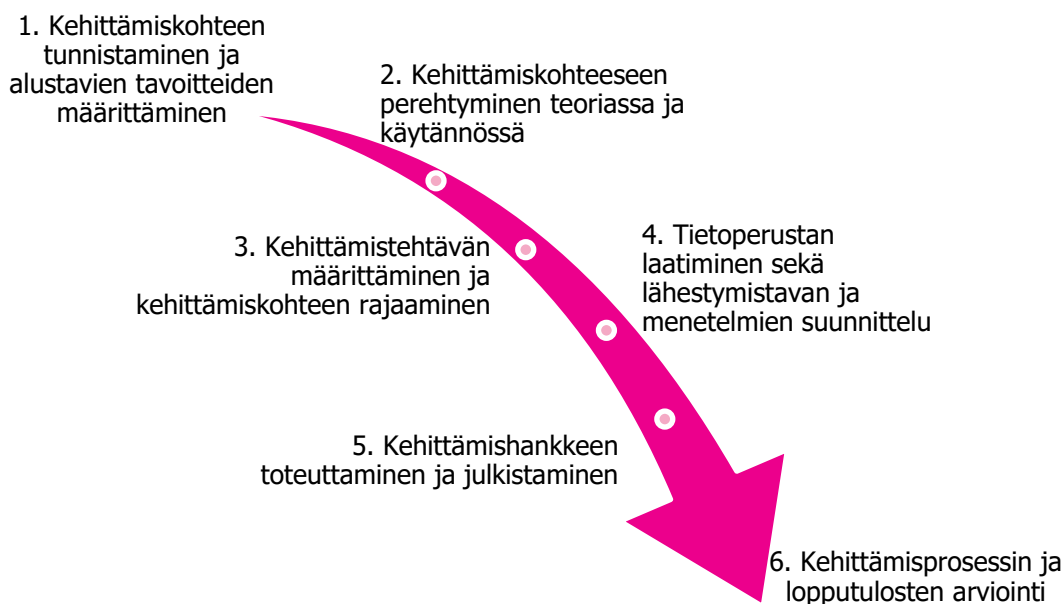 1. Kehittämiskohteen
tunnistaminen ja
alustavien tavoitteiden
määrittäminen
2. Kehittämiskohteeseen
perehtyminen teoriassa ja
käytännössä
3. Kehittämistehtävän
määrittäminen ja
kehittämiskohteen rajaaminen
4. Tietoperustan
laatiminen sekä
lähestymistavan ja
menetelmien suunnittelu
5. Kehittämishankkeen
toteuttaminen ja julkistaminen
6. Kehittämisprosessin ja
lopputulosten arviointi